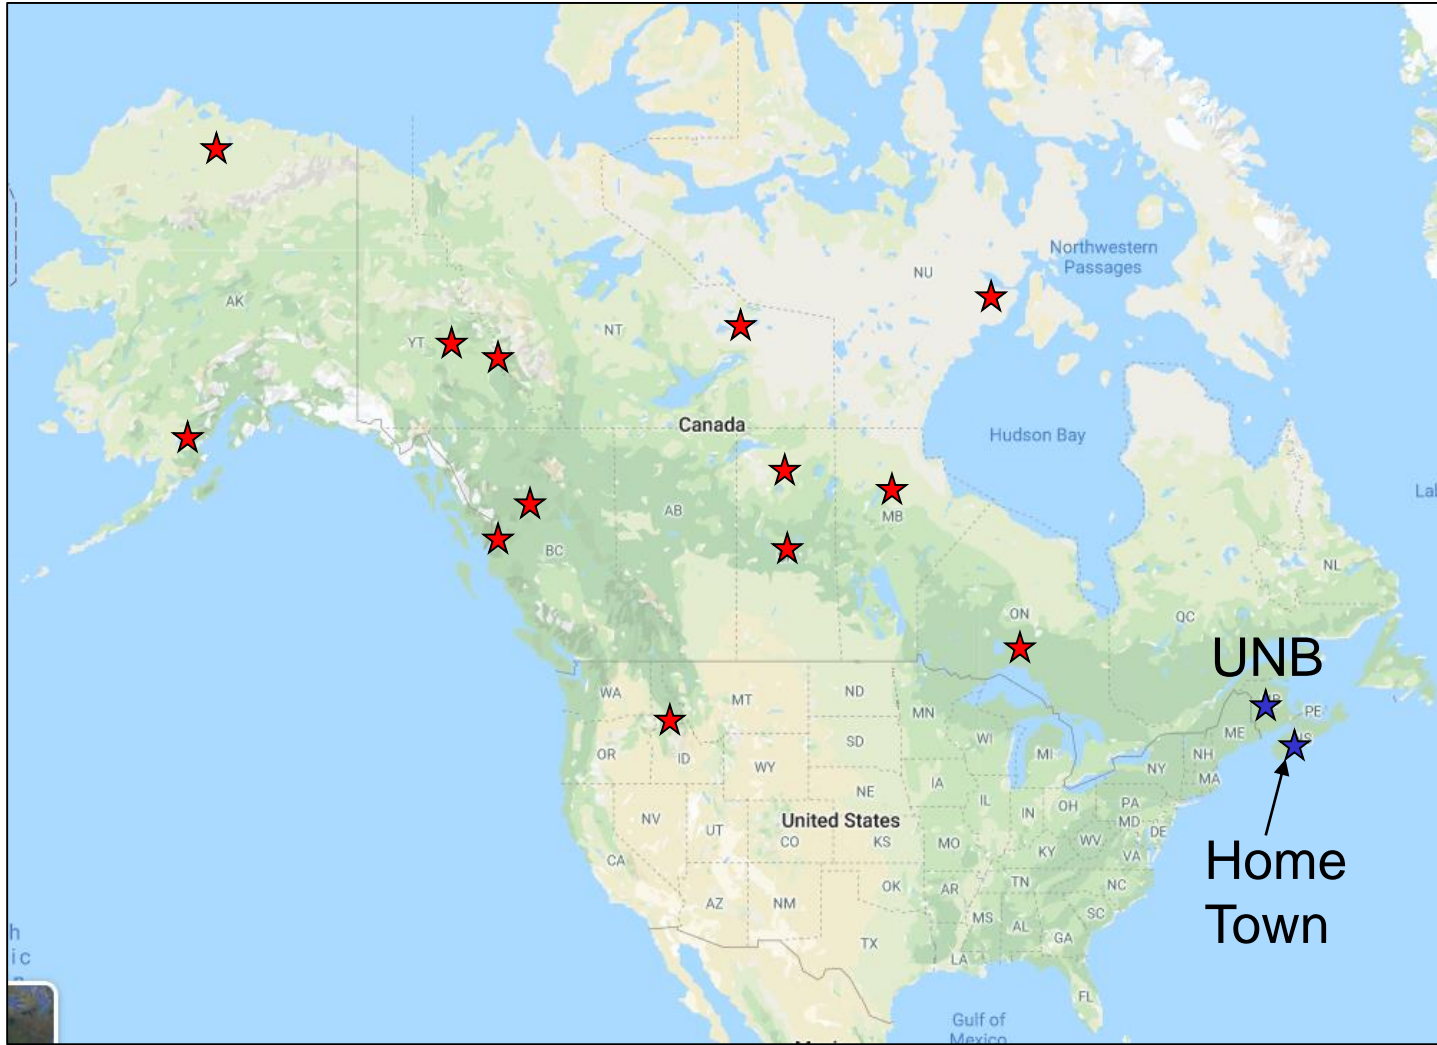 Northwestern
Passages
NU
AK
YT
NT
Canada
Hudson Bay
AB
MB
BC
NL
ON
QC
UNB
WA
MT
ND
MN
PE
OR
ID
SD
WI
MI
ME
NH
WY
NY
MA
IA
NE
IL
IN
OH
PA
NV
UT
CO
United States
KS
MO
KY
WV
MD
DE
VA
CA
Home
Town
AZ
NM
OK
AR
TN
NC
MS
AL
SC
GA
TX
LA
FL
h
ic
Gulf of
Mexico